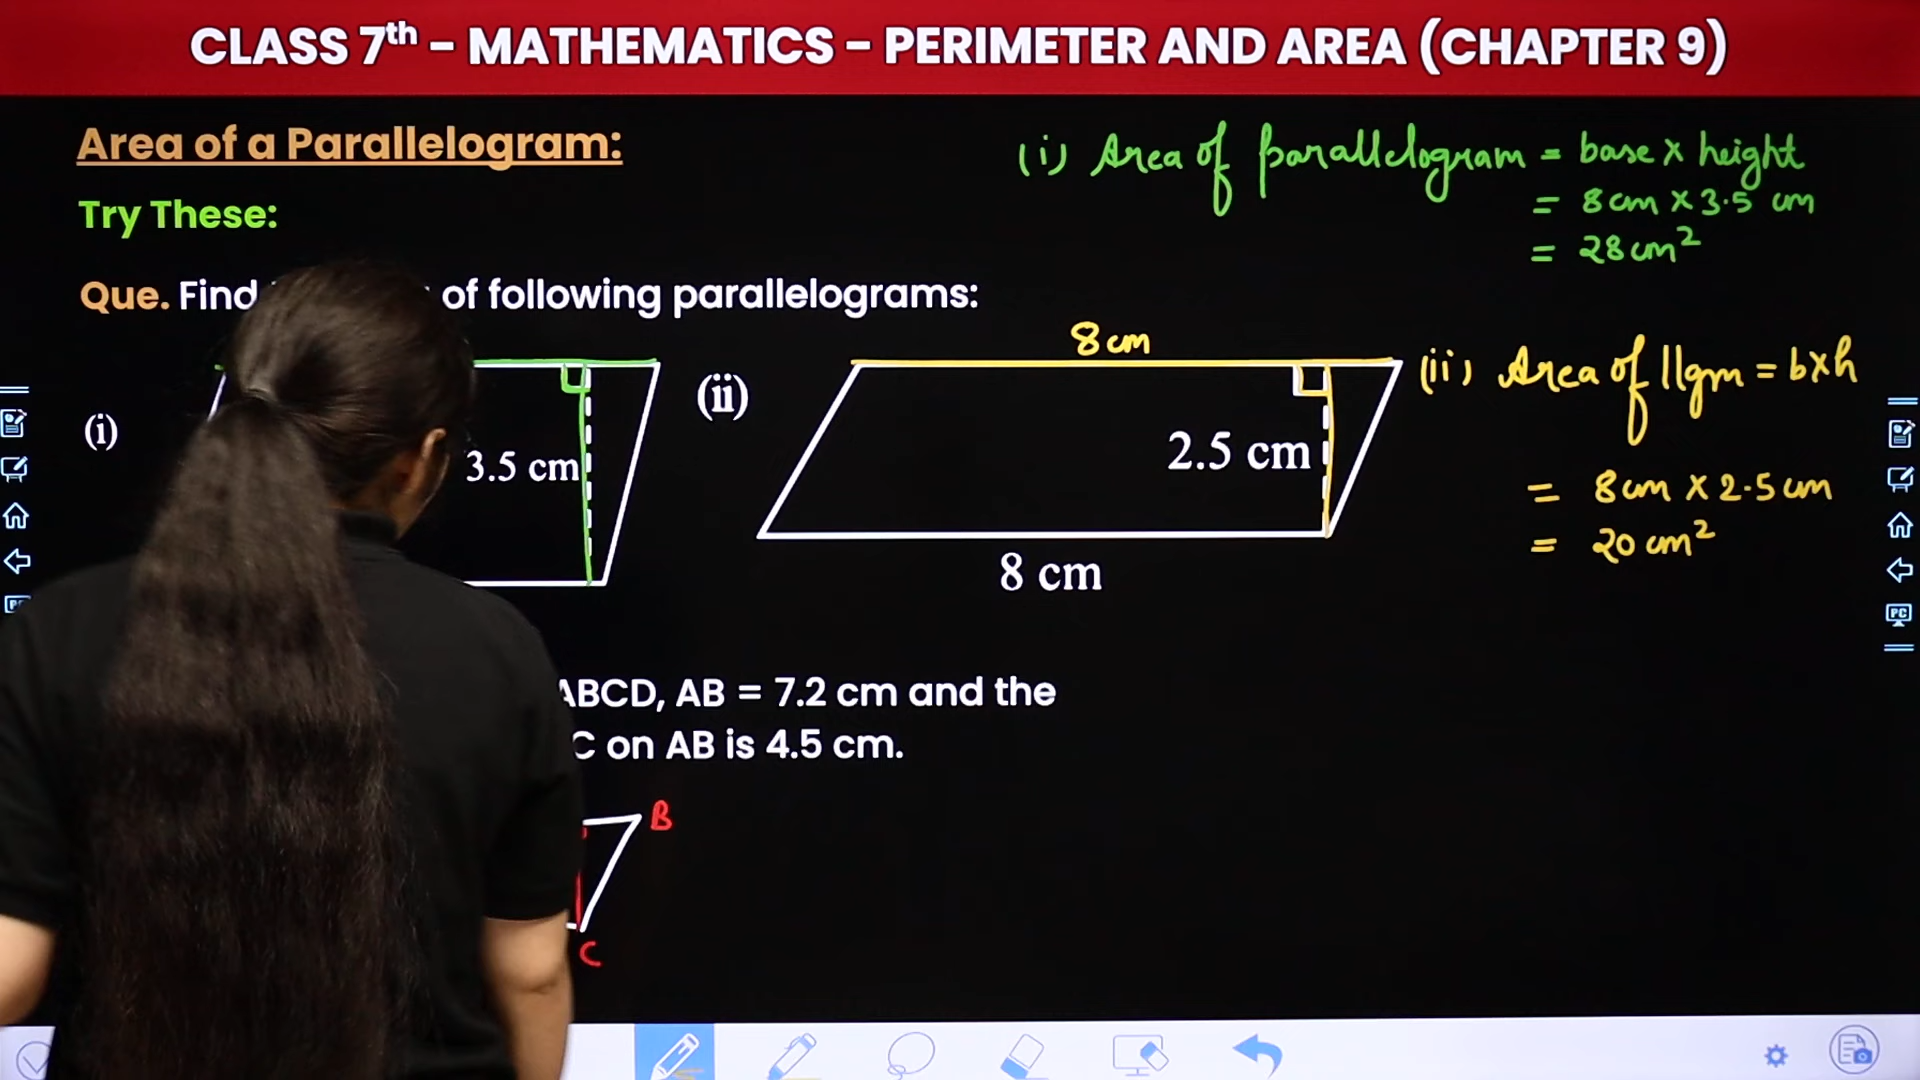 CLASS 7th – MATHEMATICS – PERIMETER AND AREA (CHAPTER 9)
Area of a Parallelogram:
Try These:
(i) Area of parallelogram = base x height
= 8 cm x 3.5 cm
= 28 cm²
Que. Find of following parallelograms:
(i)
3.5 cm
(ii)
8 cm
2.5 cm
8 cm
(ii) Area of llgm = b x h
= 8 cm x 2.5 cm
= 20 cm²
ABCD, AB = 7.2 cm and the
C on AB is 4.5 cm.
B
C
PC